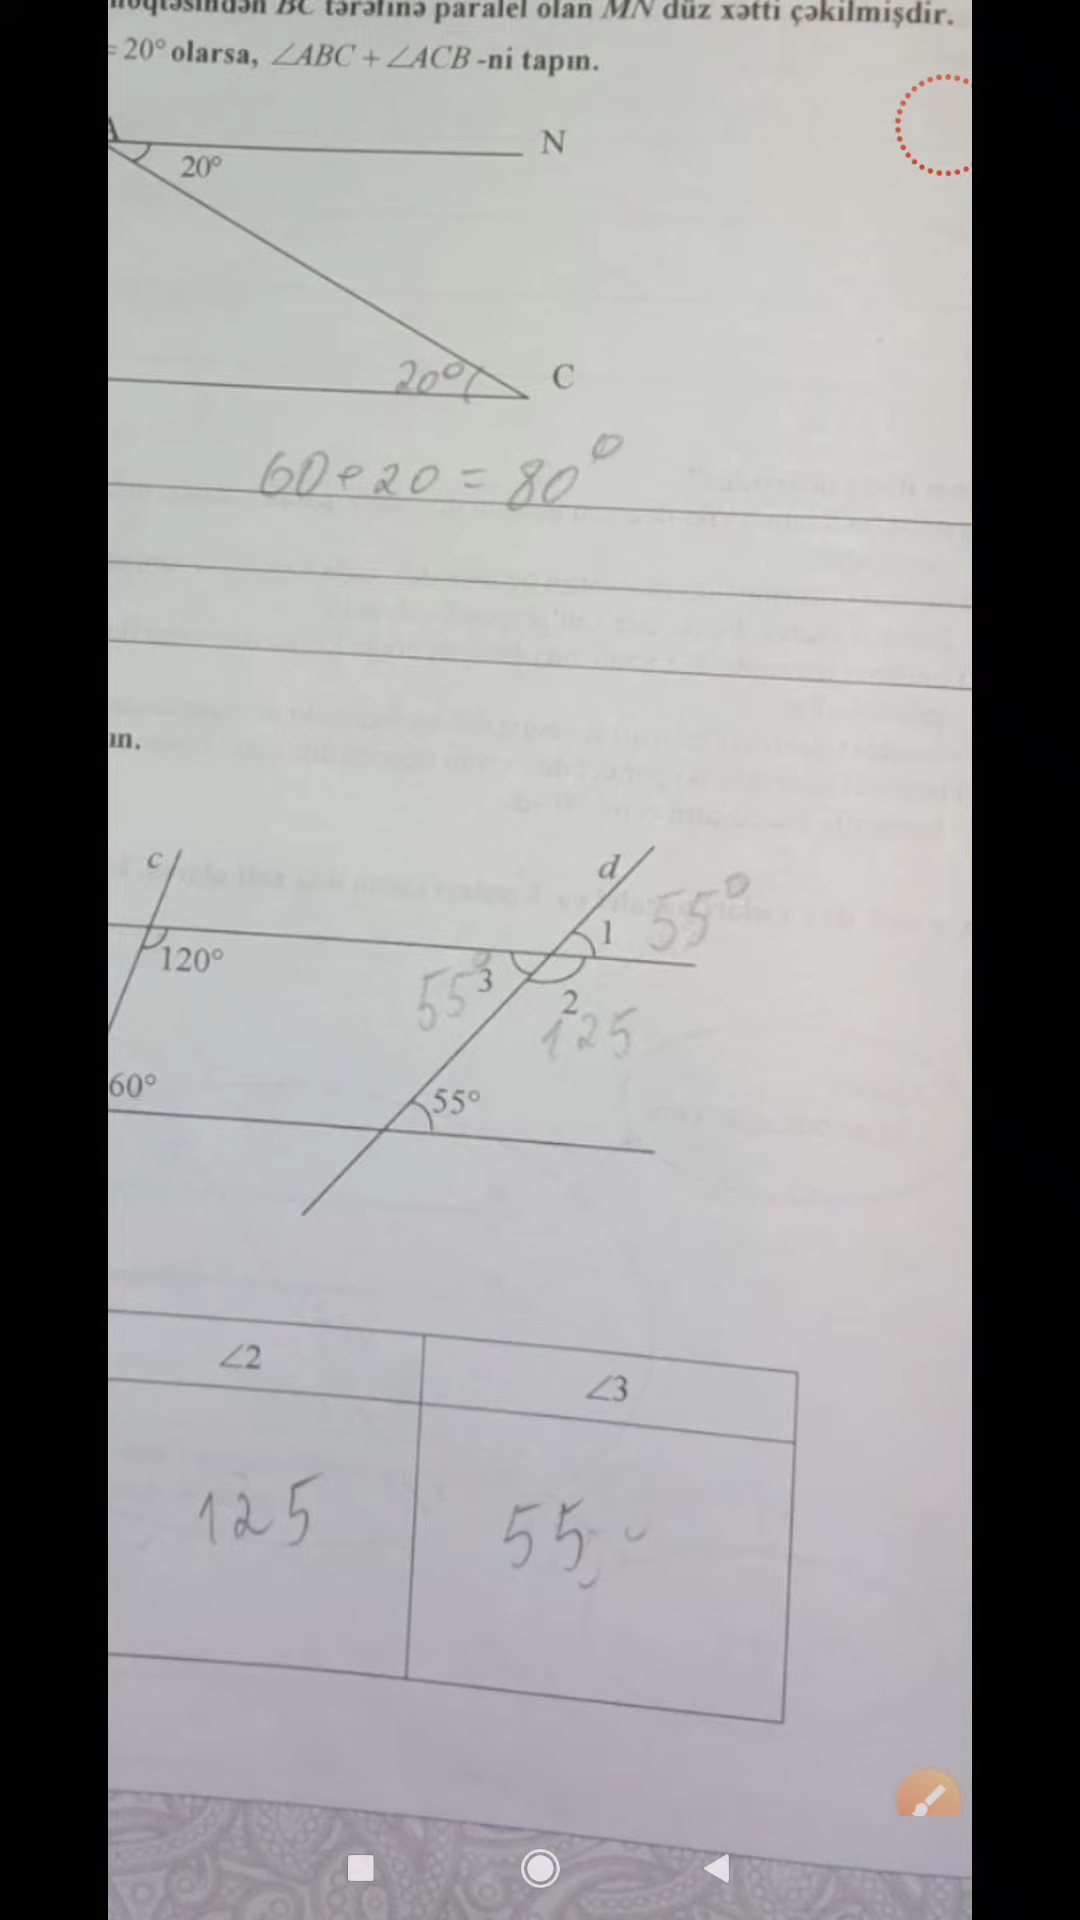 BC tərəfinə paralel olan MN düz xətti çəkilmişdir.
= 20° olarsa, ∠ABC + ∠ACB -ni tapın.
A
N
20°
20°
C
60+20 = 80°
ın.
c
d
55°
1
120°
3
55°
2
125
60°
55°
∠2
∠3
125
55